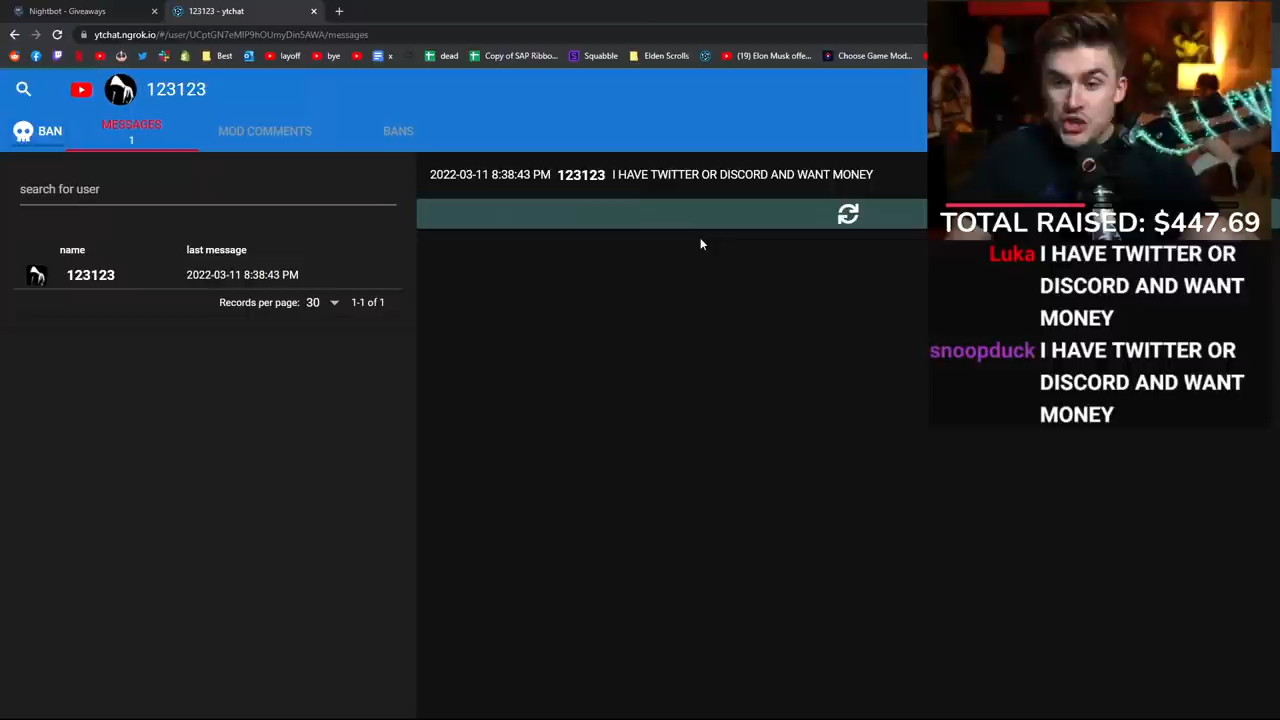 Nightbot - Giveaways
123123 - ytchat
ytchat.ngrok.io/#/user/UCptGN7eMIP9hOUmyDin5AWA/messages
Best
layoff
bye
x
dead
Copy of SAP Ribbo...
Squabble
Elden Scrolls
(19) Elon Musk offe...
Choose Game Mod...
123123
BAN
MESSAGES
1
MOD COMMENTS
BANS
search for user
name
last message
123123
2022-03-11 8:38:43 PM
Records per page: 30
1-1 of 1
2022-03-11 8:38:43 PM 123123 I HAVE TWITTER OR DISCORD AND WANT MONEY
TOTAL RAISED: $447.69
Luka I HAVE TWITTER OR
DISCORD AND WANT
MONEY
snoopduck I HAVE TWITTER OR
DISCORD AND WANT
MONEY